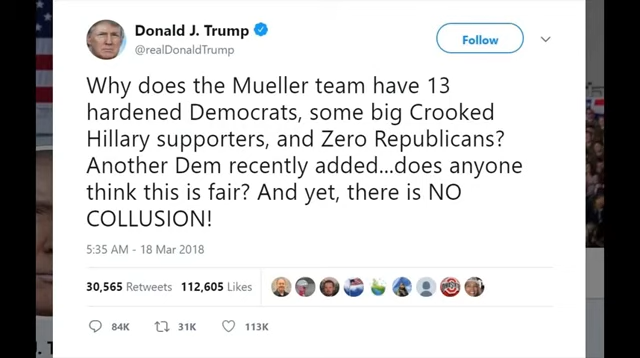 Donald J. Trump
@realDonaldTrump
Follow
Why does the Mueller team have 13
hardened Democrats, some big Crooked
Hillary supporters, and Zero Republicans?
Another Dem recently added...does anyone
think this is fair? And yet, there is NO
COLLUSION!
5:35 AM - 18 Mar 2018
30,565 Retweets 112,605 Likes
84K 31K 113K